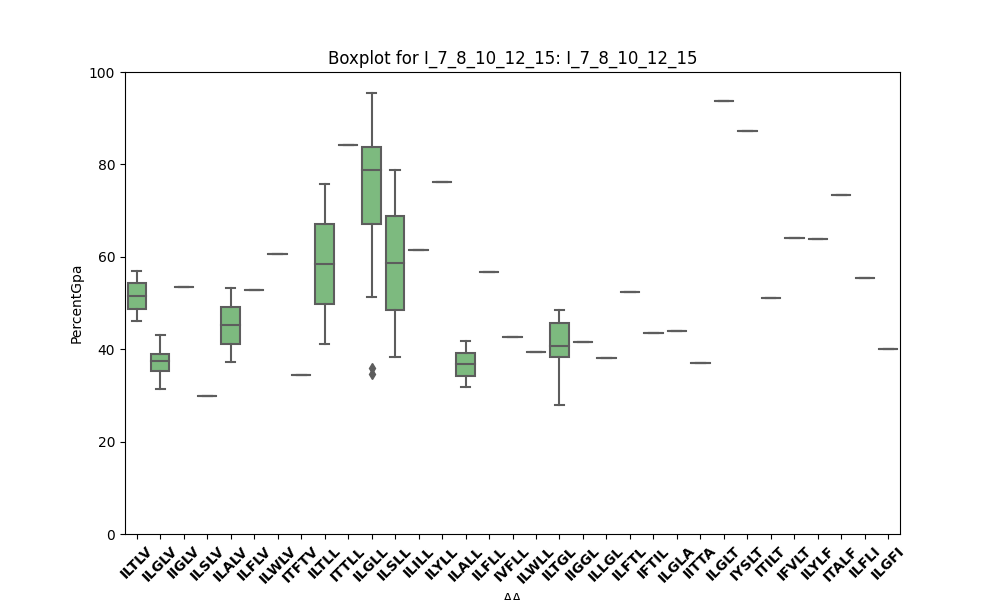 Boxplot for I_7_8_10_12_15: I_7_8_10_12_15
PercentGpa
100
80
60
40
20
0
ILTLV
ILGLV
IIGLV
ILSLV
ILALV
ILFLV
ILWLV
ITFTV
ILTLL
ITTLL
ILGLL
ILSLL
ILILL
ILYLL
ILALL
ILFLL
IVFLL
ILWLL
ILTGL
IIGGL
ILLGL
ILFTL
IFTIL
ILGLA
IITTA
ILGLT
IYSLT
ITILT
IFVLT
ILYLF
ITALF
ILFLI
ILGFI
AA